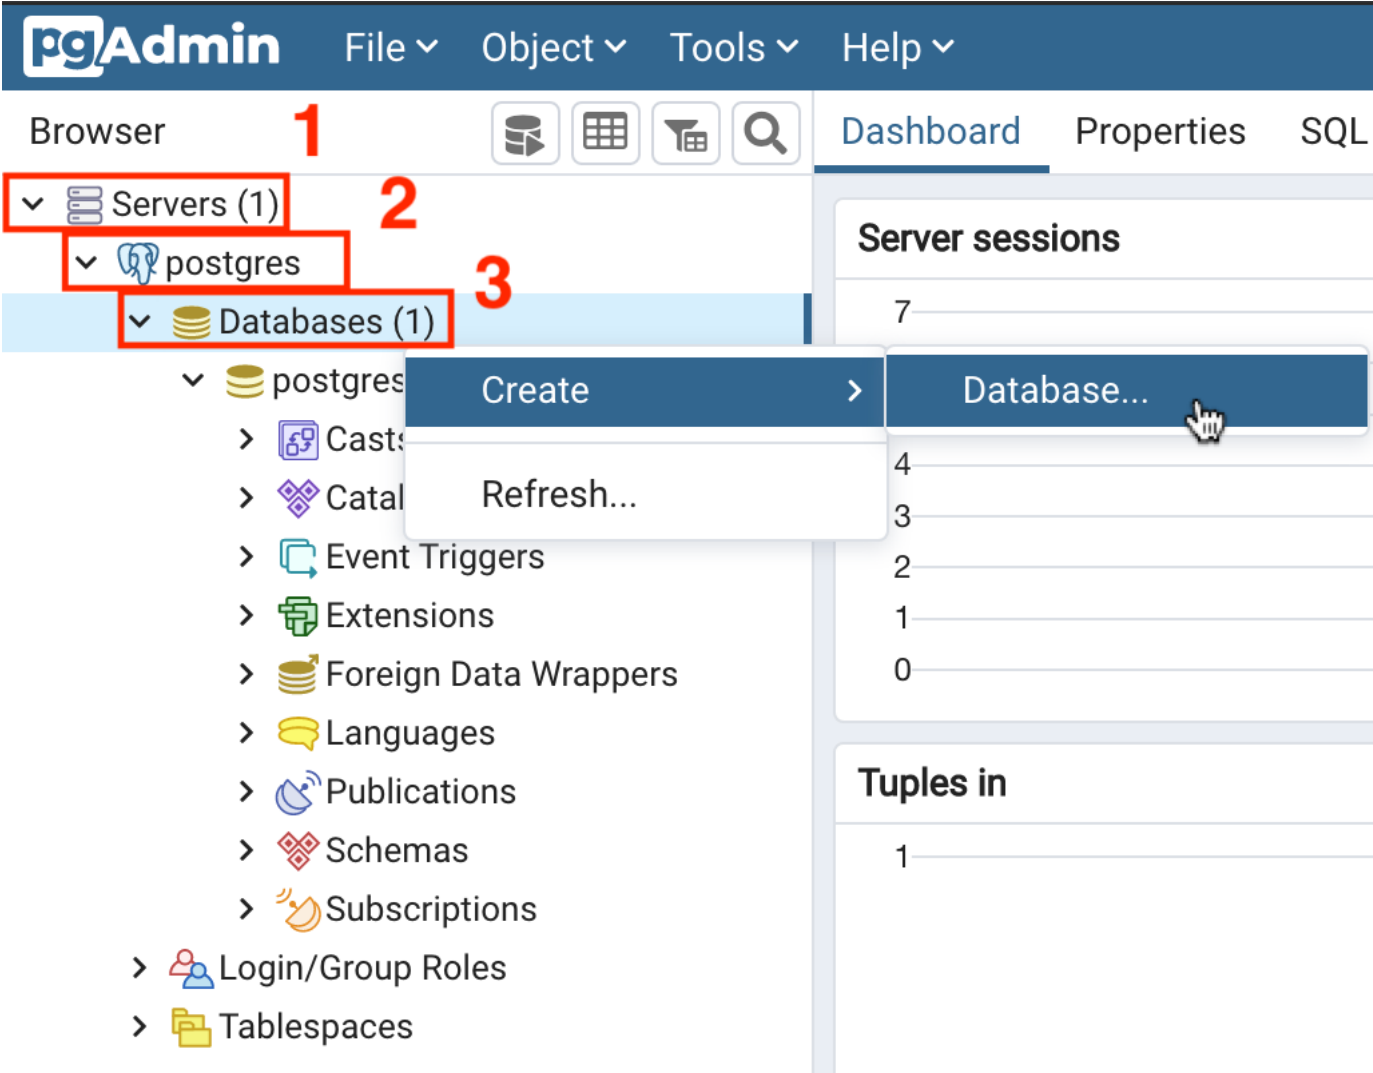 pgAdmin File Object Tools Help
Browser 1 Dashboard Properties SQL
Servers (1) 2
postgres 3
Databases (1)
postgres
Create Database...
Casts
Refresh...
Event Triggers
Extensions
Foreign Data Wrappers
Languages
Publications
Schemas
Subscriptions
Login/Group Roles
Tablespaces
Server sessions
7
4
3
2
1
0
Tuples in
1